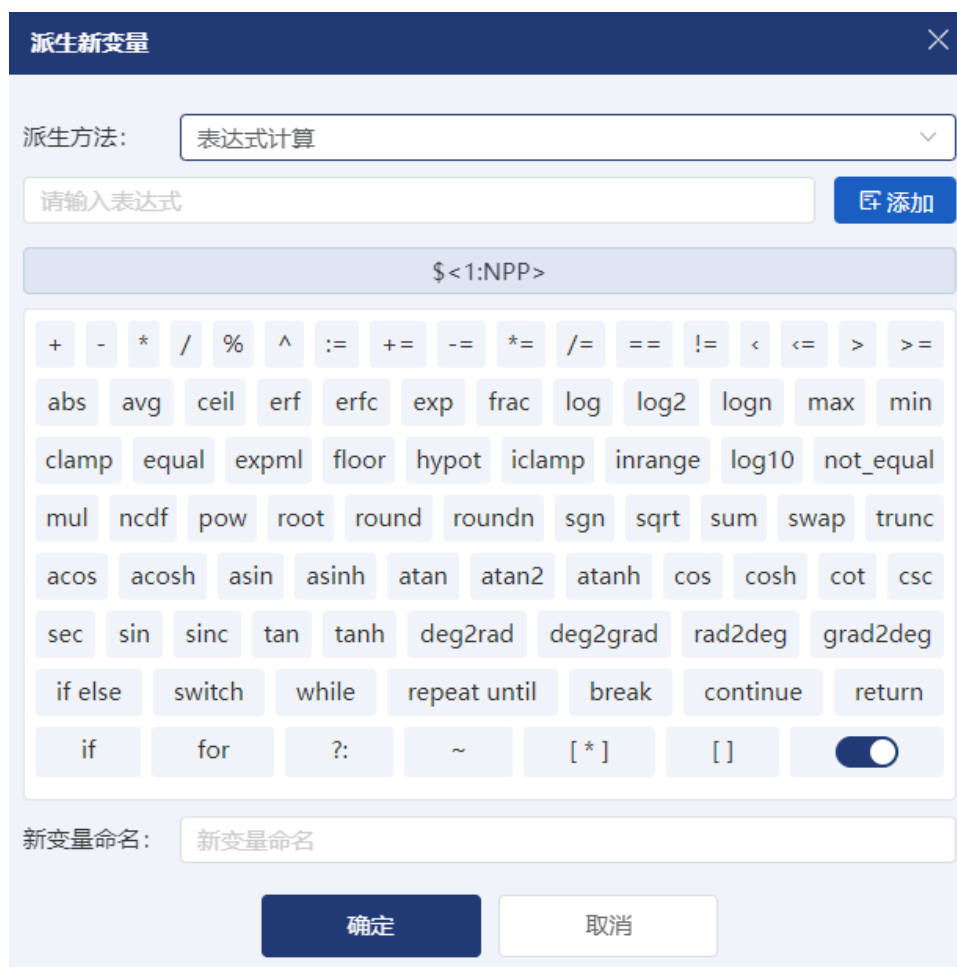 派生新变量
派生方法: 表达式计算
请输入表达式 添加
$<1:NPP>
+ - * / % ^ := += -= *= /= == != < <= > >=
abs avg ceil erf erfc exp frac log log2 logn max min
clamp equal expml floor hypot iclamp inrange log10 not_equal
mul ncdf pow root round roundn sgn sqrt sum swap trunc
acos acosh asin asinh atan atan2 atanh cos cosh cot csc
sec sin sinc tan tanh deg2rad deg2grad rad2deg grad2deg
if else switch while repeat until break continue return
if for ?: ~ [*] []
新变量命名: 新变量命名
确定 取消